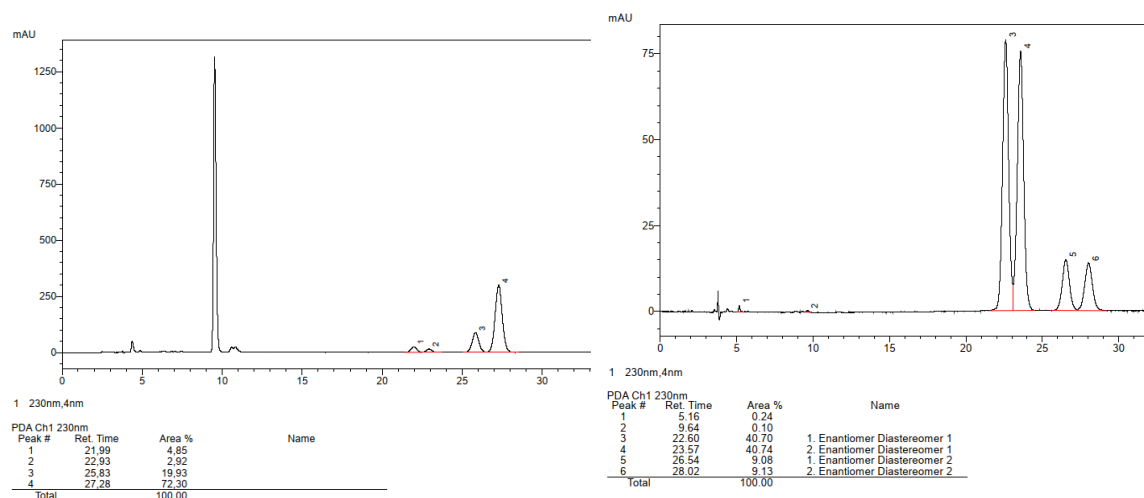 mAU
1250
1000
750
500
250
0
0 5 10 15 20 25 30
1
2
3
4
1 230nm,4nm
PDA Ch1 230nm
Peak # Ret. Time Area % Name
1 21,99 4,85
2 22,93 2,92
3 25,83 19,93
4 27,28 72,30
Total 100.00
mAU
75
50
25
0
0 5 10 15 20 25 30
1
2
3
4
5
6
1 230nm,4nm
PDA Ch1 230nm
Peak # Ret. Time Area % Name
1 5.16 0.24
2 9.64 0.10
3 22.60 40.70 1. Enantiomer Diastereomer 1
4 23.57 40.74 2. Enantiomer Diastereomer 1
5 26.54 9.08 1. Enantiomer Diastereomer 2
6 28.02 9.13 2. Enantiomer Diastereomer 2
Total 100.00